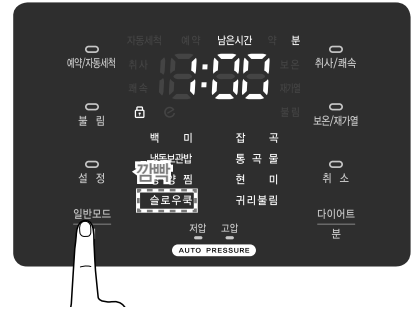 자동세척 예약 남은시간 약 분
예약/자동세척 취사 1:00 보온 취사/쾌속
쾌속 재가열
불림 불림 보온/재가열
백 미 잡 곡
냉동보관밥 통 곡 물
깜빡
설 정 찜 현 미 취 소
슬로우쿡 귀리불림
일반모드 다이어트
분
저압 고압
AUTO PRESSURE